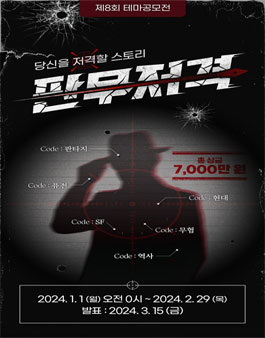 제8회 테마공모전
당신을 저격할 스토리
판무저격
Code : 판타지
총 상금
7,000만 원
Code : 퓨전
Code : 현대
Code : SF
Code : 무협
Code : 역사
2024. 1. 1 (월) 오전 0시 ~ 2024. 2. 29 (목)
발표 : 2024. 3. 15 (금)